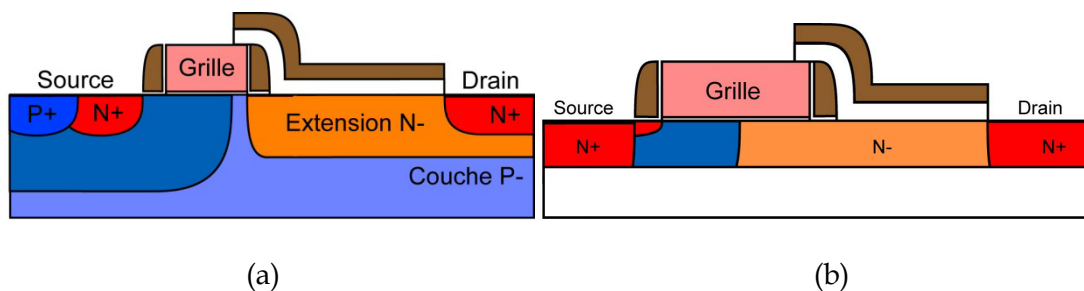 Grille
Source
Drain
P+
N+
Extension N-
N+
Couche P-
Grille
Source
Drain
N+
N+
N-
N+
(a)
(b)